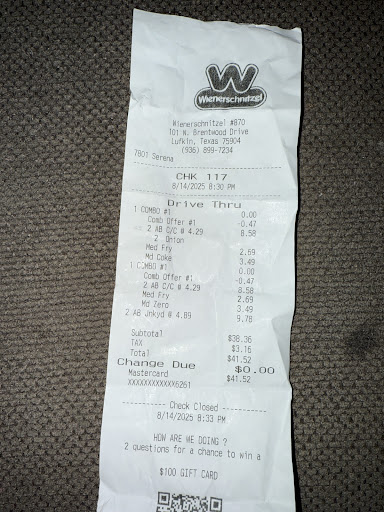 W
Wienerschnitzel
Wienerschnitzel #870
101 N. Brentwood Drive
Lufkin, Texas 75904
(936) 899-7234
7801 Serena
CHK 117
8/14/2025 8:30 PM
Drive Thru
1 COMBO #1 0.00
Comb Offer #1 -0.47
2 AB C/C @ 4.29 8.58
2 Onion
Med Fry 2.69
Md Coke 3.49
1 COMBO #1 0.00
Comb Offer #1 -0.47
2 AB C/C @ 4.29 8.58
Med Fry 2.69
Md Zero 3.49
2 AB Jnkyd @ 4.89 9.78
Subtotal $38.36
TAX $3.16
Total $41.52
Change Due $0.00
Mastercard $41.52
XXXXXXXXXXXX6261
Check Closed
8/14/2025 8:33 PM
HOW ARE WE DOING ?
2 questions for a chance to win a
$100 GIFT CARD